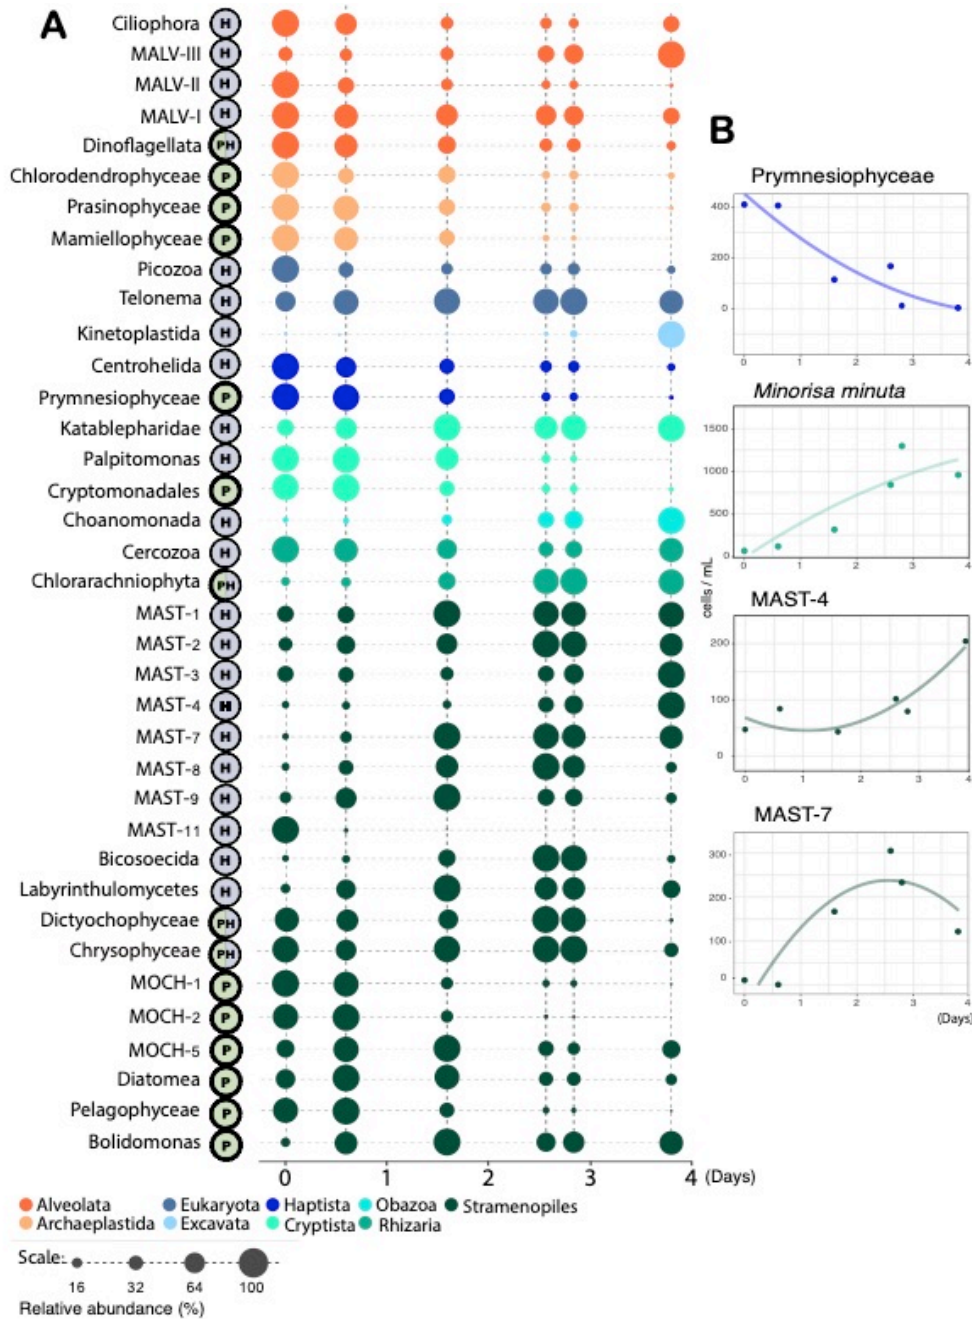 A
Ciliophora H
MALV-III H
MALV-II H
MALV-I H
Dinoflagellata PH
Chlorodendrophyceae P
Prasinophyceae P
Mamiellophyceae P
Picozoa H
Telonema H
Kinetoplastida H
Centrohelida H
Prymnesiophyceae P
Katablepharidae H
Palpitomonas H
Cryptomonadales P
Choanomonada H
Cercozoa H
Chlorarachniophyta PH
MAST-1 H
MAST-2 H
MAST-3 H
MAST-4 H
MAST-7 H
MAST-8 H
MAST-9 H
MAST-11 H
Bicosoecida H
Labyrinthulomycetes H
Dictyochophyceae PH
Chrysophyceae PH
MOCH-1 P
MOCH-2 P
MOCH-5 P
Diatomea P
Pelagophyceae P
Bolidomonas P
0 1 2 3 4 (Days)
Alveolata Eukaryota Haptista Obazoa Stramenopiles
Archaeplastida Excavata Cryptista Rhizaria
Scale:
16 32 64 100
Relative abundance (%)
B
Prymnesiophyceae
400
200
0
0 1 2 3 4
Minorisa minuta
1500
1000
500
0
0 1 2 3 4
cells / mL
MAST-4
200
100
0
0 1 2 3 4
MAST-7
300
200
100
0
0 1 2 3 4
(Days)